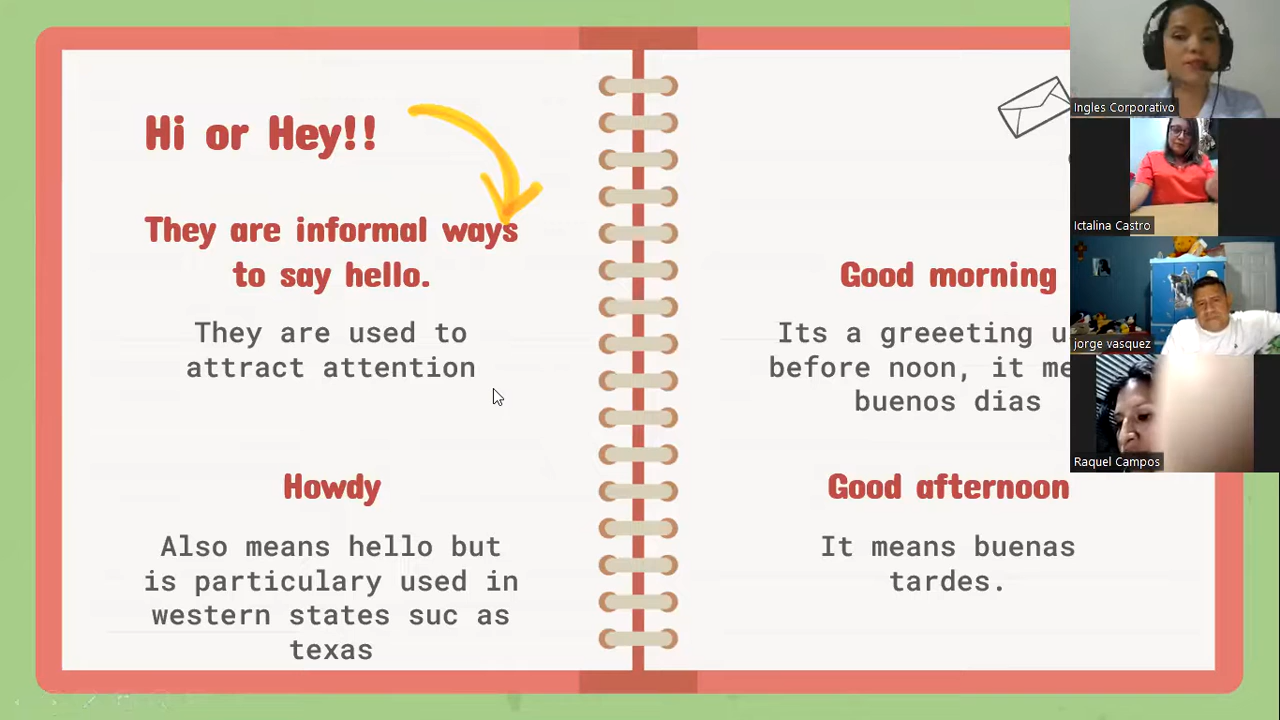 Hi or Hey!!
They are informal ways
to say hello.
They are used to
attract attention
Howdy
Also means hello but
is particulary used in
western states suc as
texas
Good morning
Its a greeeting
before noon, it
buenos dias
Good afternoon
It means buenas
tardes.
Ingles Corporativo
Ictalina Castro
jorge vasquez
Raquel Campos